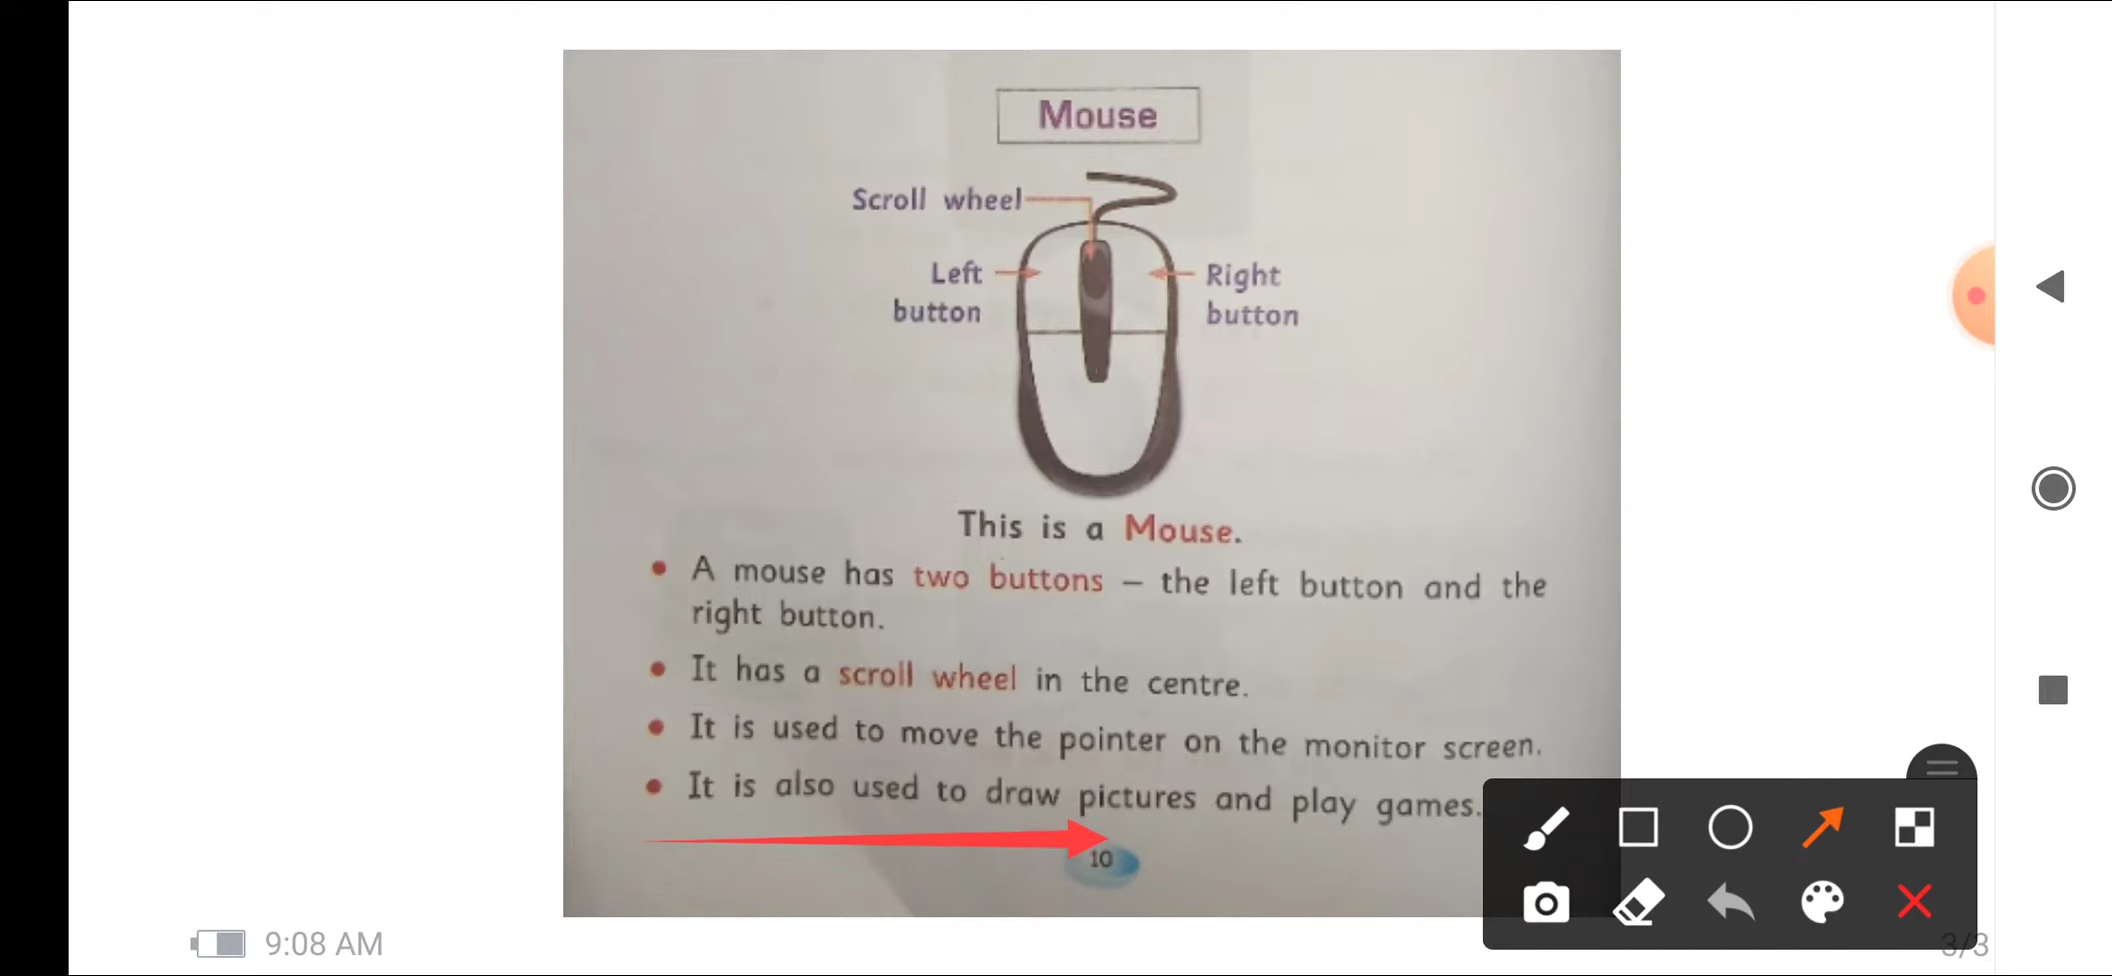 Mouse
Scroll wheel
Left
button
Right
button
This is a Mouse.
• A mouse has two buttons – the left button and the
right button.
• It has a scroll wheel in the centre.
• It is used to move the pointer on the monitor screen.
• It is also used to draw pictures and play games.
10
9:08 AM
3/3